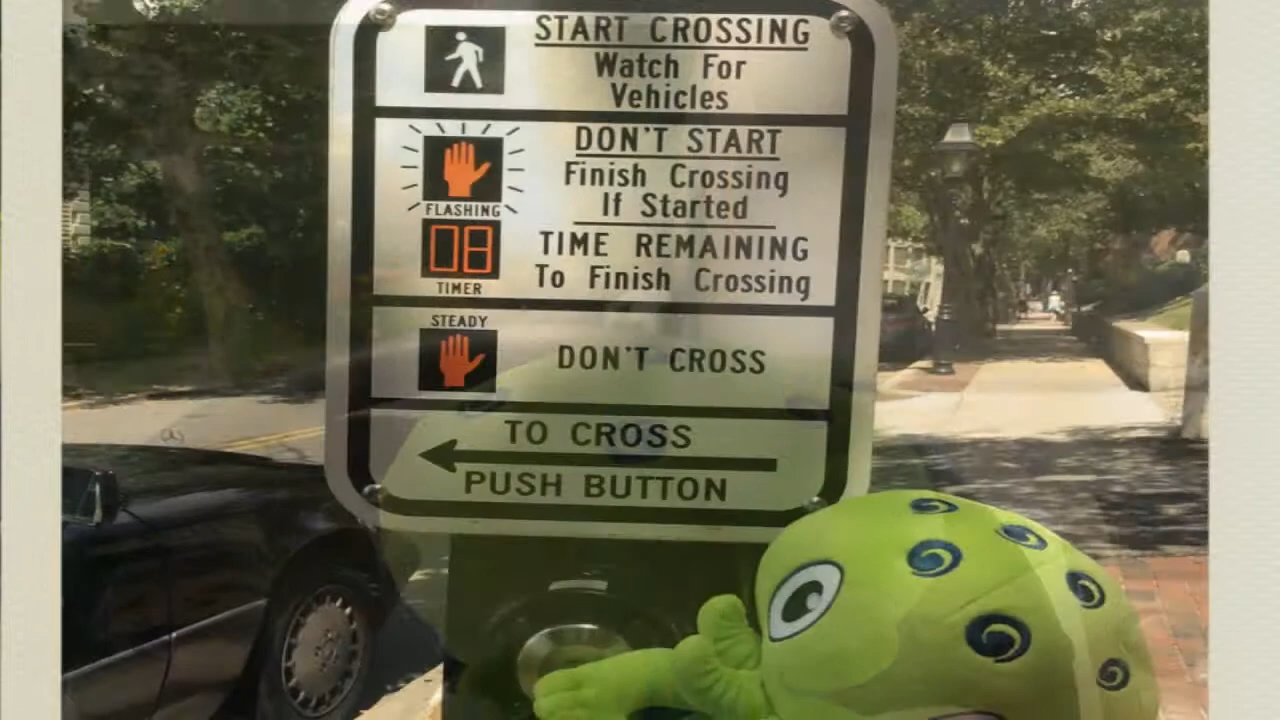 START CROSSING
Watch For
Vehicles
DON'T START
Finish Crossing
If Started
FLASHING
08
TIME REMAINING
To Finish Crossing
TIMER
STEADY
DON'T CROSS
TO CROSS
PUSH BUTTON